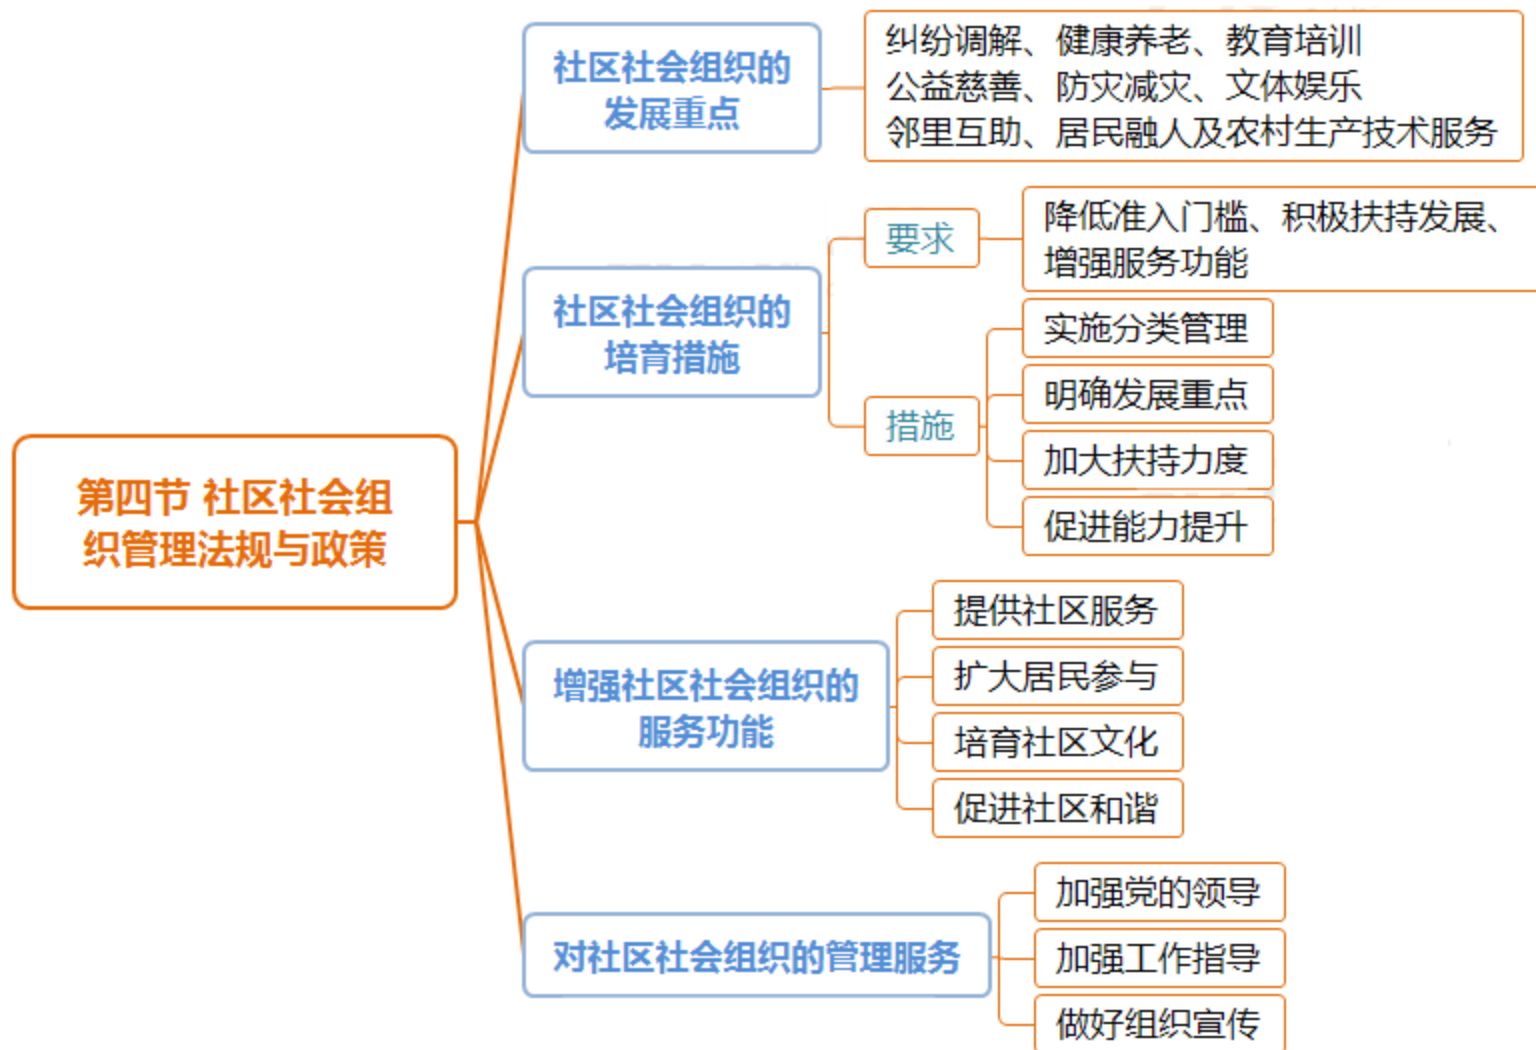 第四节 社区社会组
织管理法规与政策
社区社会组织的
发展重点
纠纷调解、健康养老、教育培训
公益慈善、防灾减灾、文体娱乐
邻里互助、居民融人及农村生产技术服务
社区社会组织的
培育措施
要求
降低准入门槛、积极扶持发展、
增强服务功能
措施
实施分类管理
明确发展重点
加大扶持力度
促进能力提升
增强社区社会组织的
服务功能
提供社区服务
扩大居民参与
培育社区文化
促进社区和谐
对社区社会组织的管理服务
加强党的领导
加强工作指导
做好组织宣传